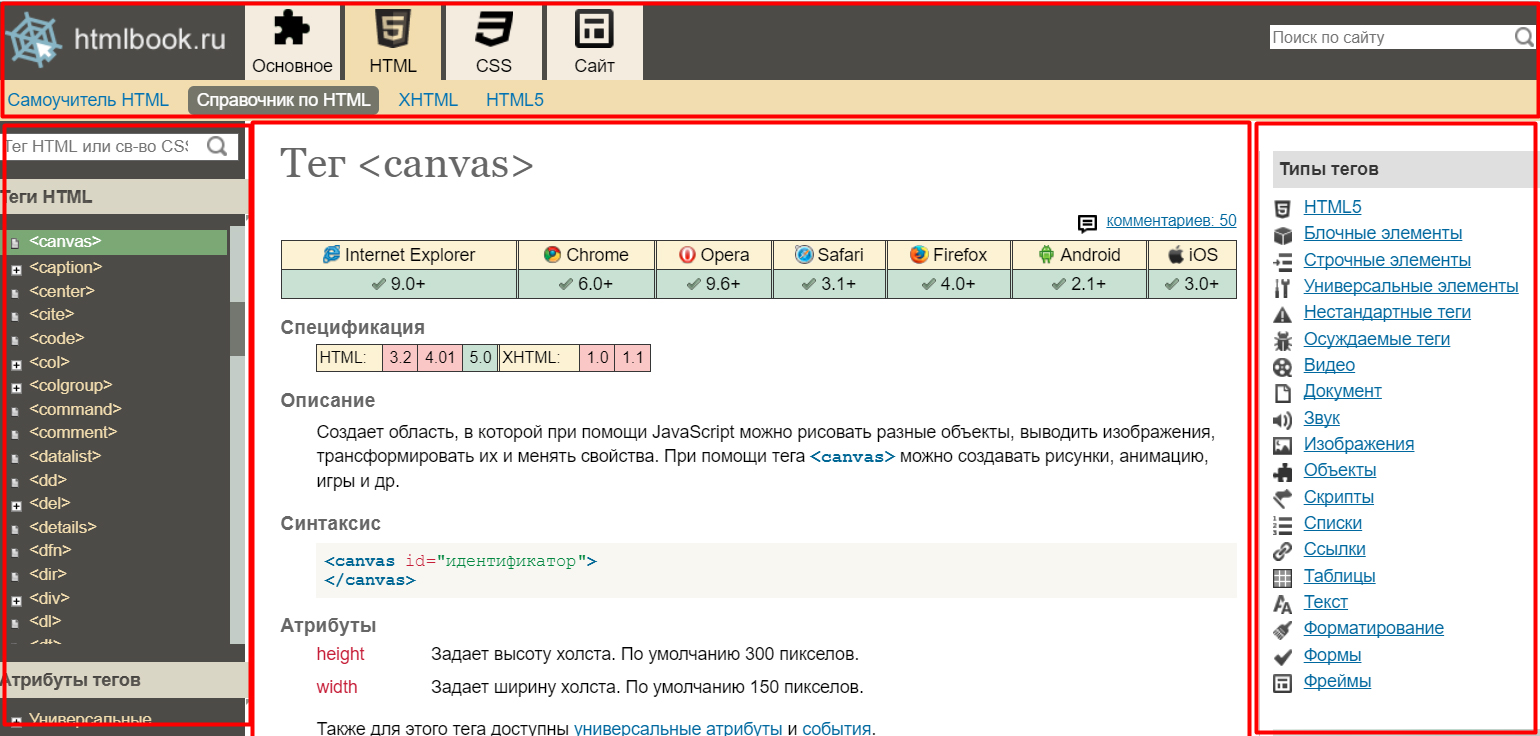 htmlbook.ru
Основное
HTML
CSS
Сайт
Поиск по сайту
Самоучитель HTML
Справочник по HTML
XHTML
HTML5
Тег HTML или св-во CSS
Теги HTML
<canvas>
<caption>
<center>
<cite>
<code>
<col>
<colgroup>
<command>
<comment>
<datalist>
<dd>
<del>
<details>
<dfn>
<dir>
<div>
<dl>
<dt>
Атрибуты тегов
Универсальные
Тег <canvas>
комментариев: 50
Internet Explorer Chrome Opera Safari Firefox Android iOS
9.0+ 6.0+ 9.6+ 3.1+ 4.0+ 2.1+ 3.0+
Спецификация
HTML: 3.2 4.01 5.0 XHTML: 1.0 1.1
Описание
Создает область, в которой при помощи JavaScript можно рисовать разные объекты, выводить изображения,
трансформировать их и менять свойства. При помощи тега <canvas> можно создавать рисунки, анимацию,
игры и др.
Синтаксис
<canvas id="идентификатор">
</canvas>
Атрибуты
height Задает высоту холста. По умолчанию 300 пикселов.
width Задает ширину холста. По умолчанию 150 пикселов.
Также для этого тега доступны универсальные атрибуты и события.
Типы тегов
HTML5
Блочные элементы
Строчные элементы
Универсальные элементы
Нестандартные теги
Осуждаемые теги
Видео
Документ
Звук
Изображения
Объекты
Скрипты
Списки
Ссылки
Таблицы
Текст
Форматирование
Формы
Фреймы